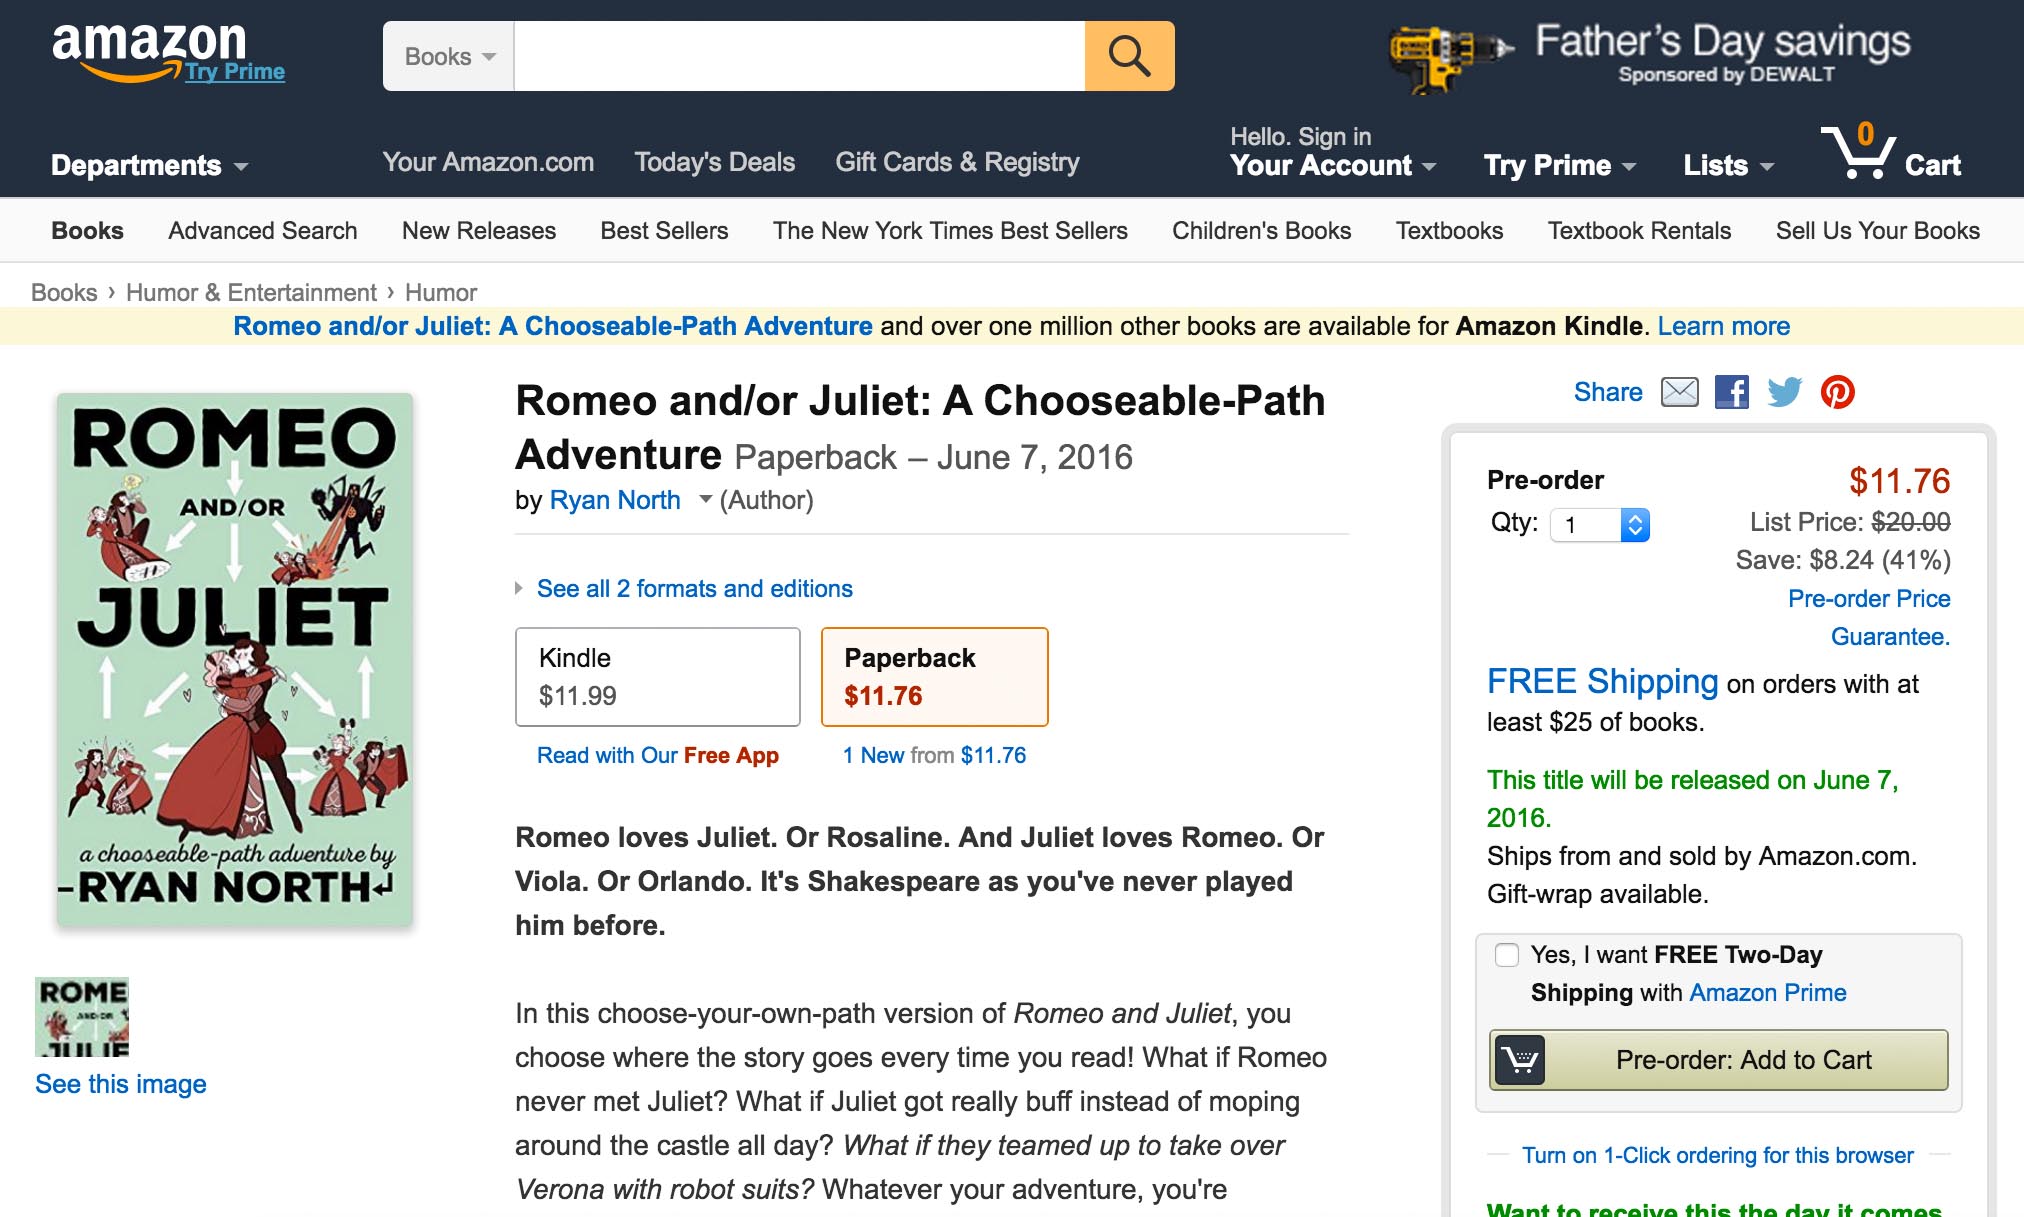 amazon
Try Prime
Books
Father's Day savings
Sponsored by DEWALT
Departments
Your Amazon.com
Today's Deals
Gift Cards & Registry
Hello. Sign in
Your Account
Try Prime
Lists
0
Cart
Books
Advanced Search
New Releases
Best Sellers
The New York Times Best Sellers
Children's Books
Textbooks
Textbook Rentals
Sell Us Your Books
Books › Humor & Entertainment › Humor
Romeo and/or Juliet: A Chooseable-Path Adventure and over one million other books are available for Amazon Kindle. Learn more
ROMEO
AND/OR
JULIET
a chooseable-path adventure by
RYAN NORTH
ROME
AND/OR
JULIE
See this image
Romeo and/or Juliet: A Chooseable-Path
Adventure Paperback – June 7, 2016
by Ryan North (Author)
See all 2 formats and editions
Kindle
$11.99
Read with Our Free App
Paperback
$11.76
1 New from $11.76
Romeo loves Juliet. Or Rosaline. And Juliet loves Romeo. Or
Viola. Or Orlando. It's Shakespeare as you've never played
him before.
In this choose-your-own-path version of Romeo and Juliet, you
choose where the story goes every time you read! What if Romeo
never met Juliet? What if Juliet got really buff instead of moping
around the castle all day? What if they teamed up to take over
Verona with robot suits? Whatever your adventure, you're
Share
Pre-order
$11.76
Qty: 1
List Price: $20.00
Save: $8.24 (41%)
Pre-order Price
Guarantee.
FREE Shipping on orders with at
least $25 of books.
This title will be released on June 7,
2016.
Ships from and sold by Amazon.com.
Gift-wrap available.
Yes, I want FREE Two-Day
Shipping with Amazon Prime
Pre-order: Add to Cart
Turn on 1-Click ordering for this browser
Want to receive this the day it comes